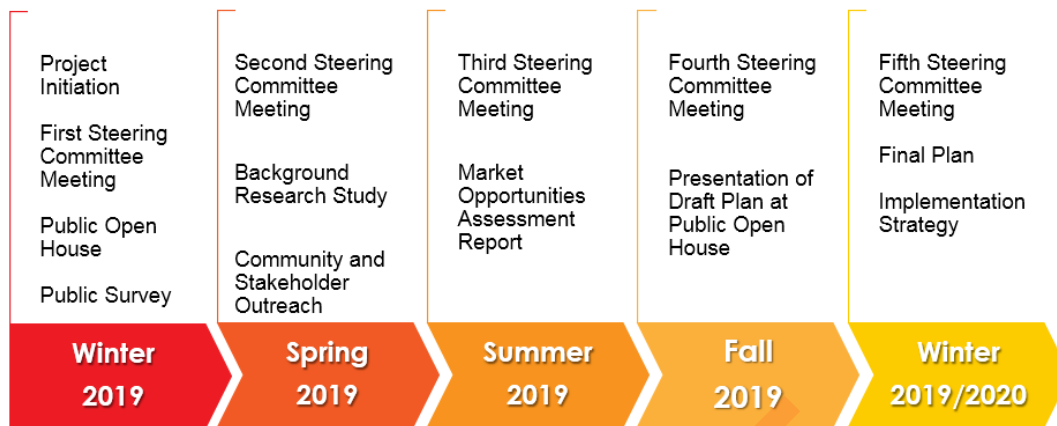 Project
Initiation
First Steering
Committee
Meeting
Public Open
House
Public Survey
Winter
2019
Second Steering
Committee
Meeting
Background
Research Study
Community and
Stakeholder
Outreach
Spring
2019
Third Steering
Committee
Meeting
Market
Opportunities
Assessment
Report
Summer
2019
Fourth Steering
Committee
Meeting
Presentation of
Draft Plan at
Public Open
House
Fall
2019
Fifth Steering
Committee
Meeting
Final Plan
Implementation
Strategy
Winter
2019/2020